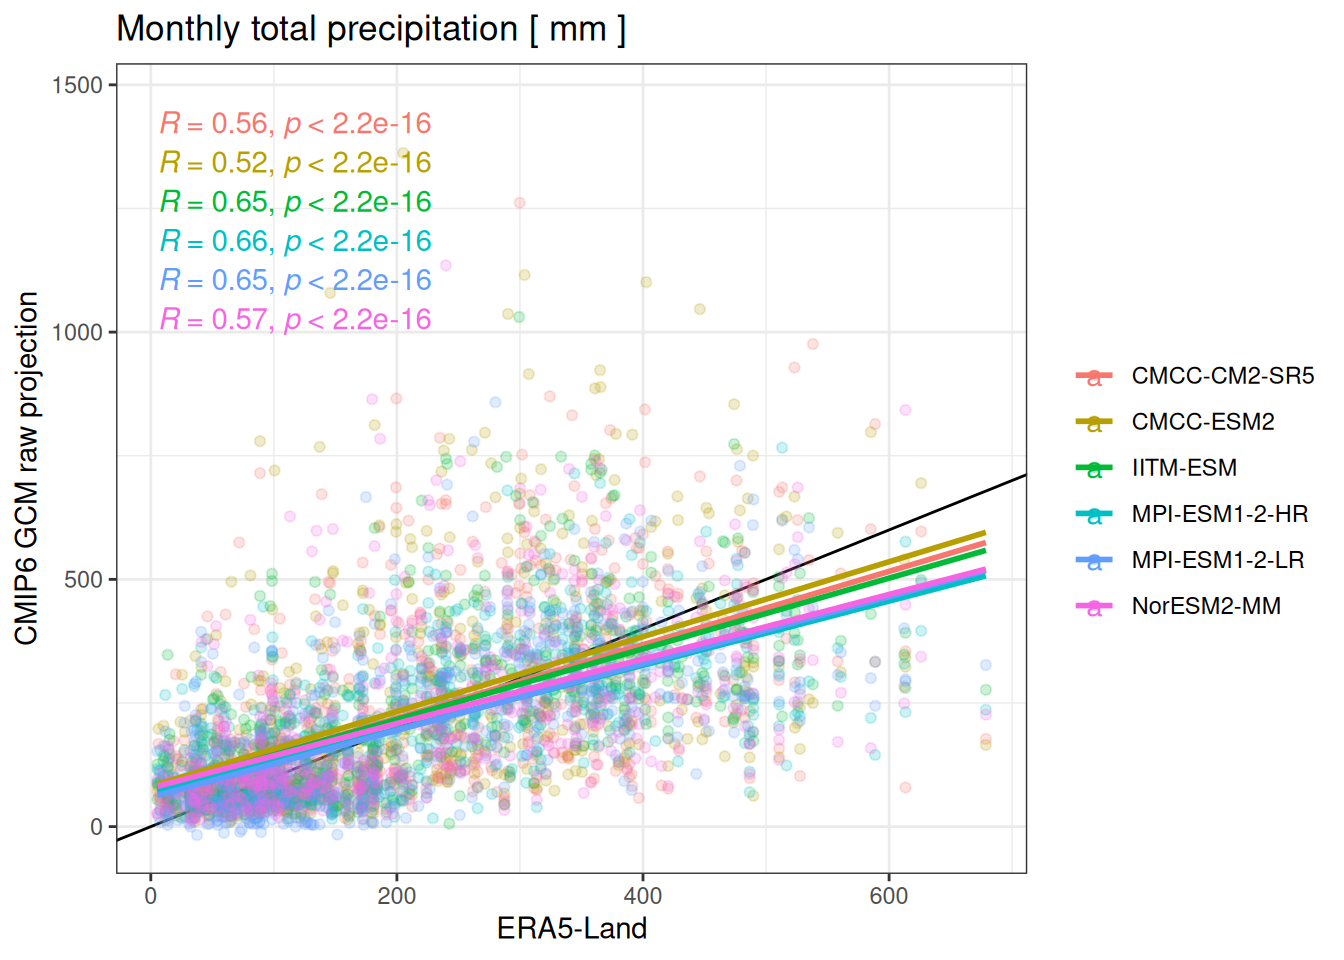 Monthly total precipitation [ mm ]
1500
1000
500
0
CMIP6 GCM raw projection
R = 0.56, p < 2.2e-16
R = 0.52, p < 2.2e-16
R = 0.65, p < 2.2e-16
R = 0.66, p < 2.2e-16
R = 0.65, p < 2.2e-16
R = 0.57, p < 2.2e-16
0 200 400 600
ERA5-Land
a CMCC-CM2-SR5
a CMCC-ESM2
a IITM-ESM
a MPI-ESM1-2-HR
a MPI-ESM1-2-LR
a NorESM2-MM